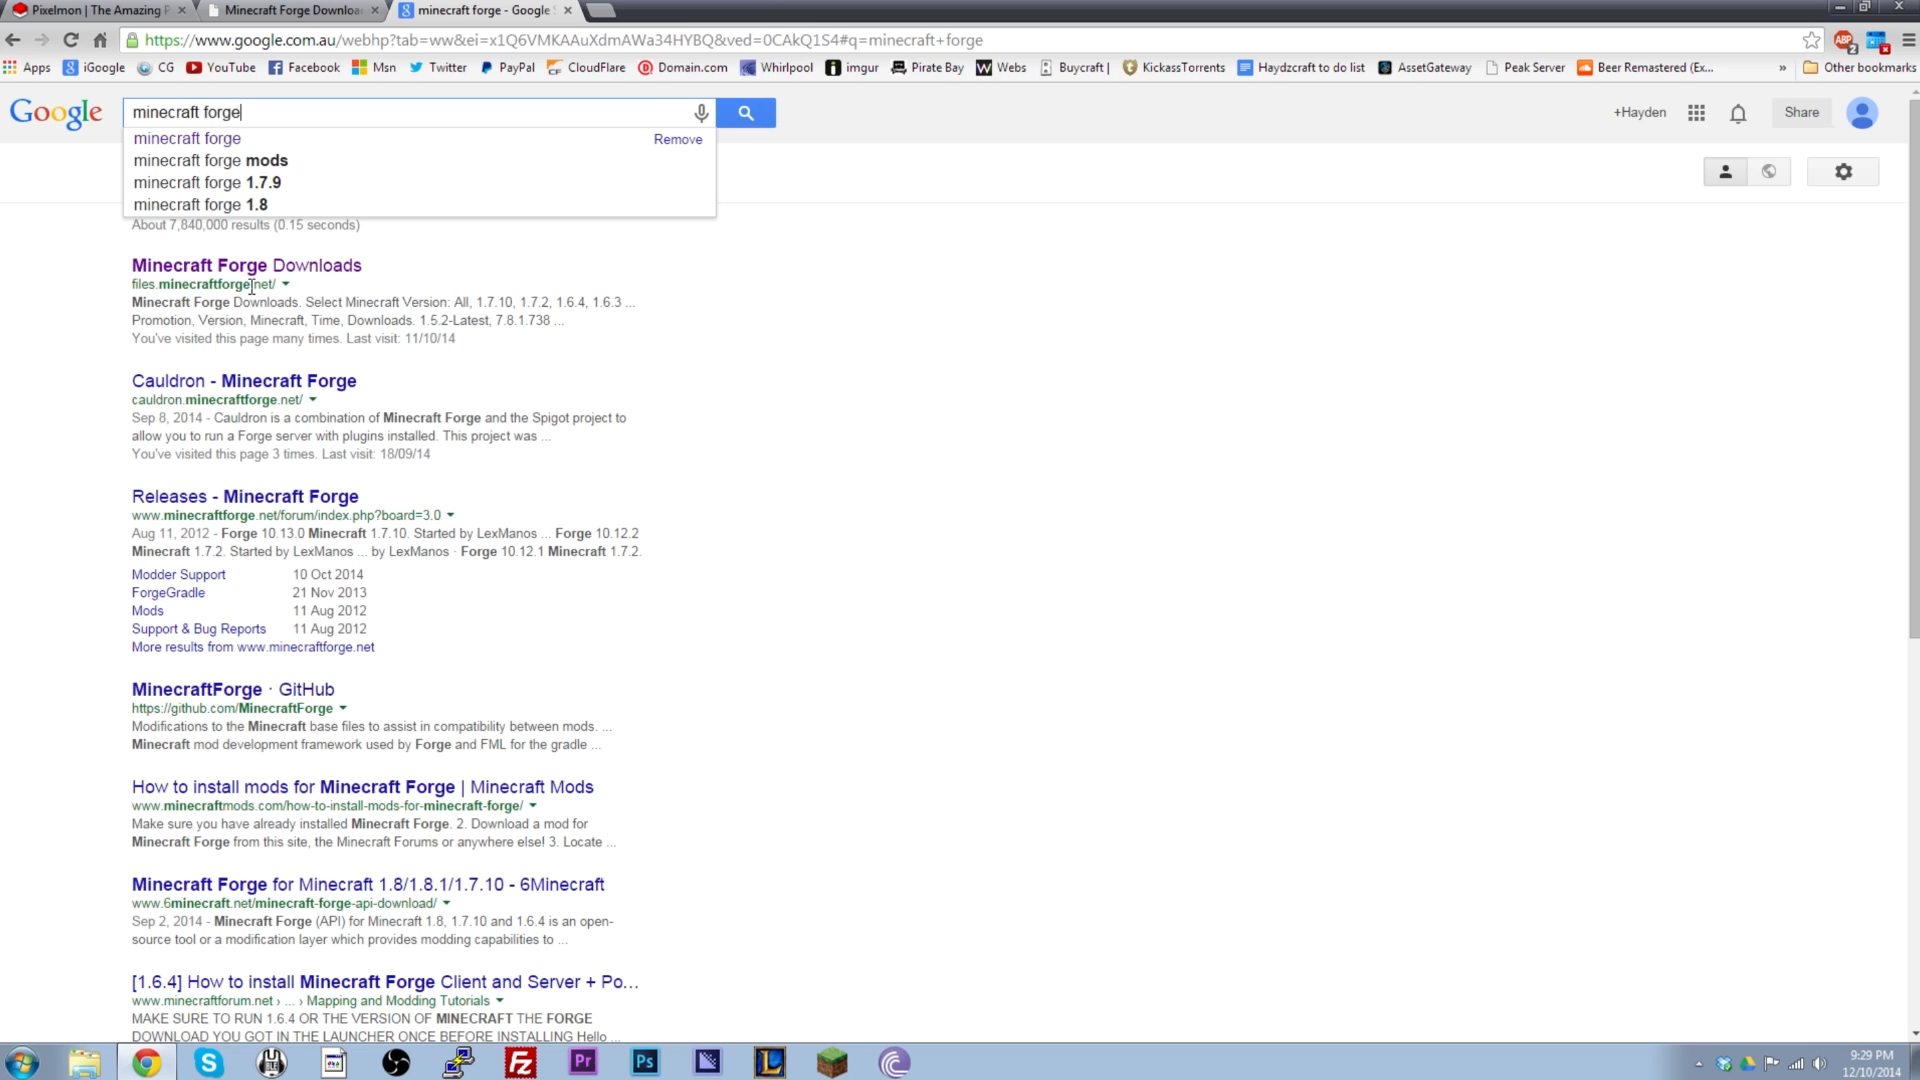 Pixelmon | The Amazing P
Minecraft Forge Downloa
minecraft forge - Google
https://www.google.com.au/webhp?tab=ww&ei=x1Q6VMKAAuXdmAWa34HYBQ&ved=0CAkQ1S4#q=minecraft+forge
Apps iGoogle CG YouTube Facebook Msn Twitter PayPal CloudFlare Domain.com Whirlpool imgur Pirate Bay Webs Buycraft | KickassTorrents Haydzcraft to do list AssetGateway Peak Server Beer Remastered (Ex... » Other bookmarks
Google
minecraft forge
+Hayden
Share
minecraft forge Remove
minecraft forge mods
minecraft forge 1.7.9
minecraft forge 1.8
About 7,840,000 results (0.15 seconds)
Minecraft Forge Downloads
files.minecraftforge.net/
Minecraft Forge Downloads. Select Minecraft Version: All, 1.7.10, 1.7.2, 1.6.4, 1.6.3 ...
Promotion, Version, Minecraft, Time, Downloads. 1.5.2-Latest, 7.8.1.738 ...
You've visited this page many times. Last visit: 11/10/14
Cauldron - Minecraft Forge
cauldron.minecraftforge.net/
Sep 8, 2014 - Cauldron is a combination of Minecraft Forge and the Spigot project to
allow you to run a Forge server with plugins installed. This project was ...
You've visited this page 3 times. Last visit: 18/09/14
Releases - Minecraft Forge
www.minecraftforge.net/forum/index.php?board=3.0
Aug 11, 2012 - Forge 10.13.0 Minecraft 1.7.10. Started by LexManos ... Forge 10.12.2
Minecraft 1.7.2. Started by LexManos ... by LexManos · Forge 10.12.1 Minecraft 1.7.2.
Modder Support 10 Oct 2014
ForgeGradle 21 Nov 2013
Mods 11 Aug 2012
Support & Bug Reports 11 Aug 2012
More results from www.minecraftforge.net
MinecraftForge · GitHub
https://github.com/MinecraftForge
Modifications to the Minecraft base files to assist in compatibility between mods. ...
Minecraft mod development framework used by Forge and FML for the gradle ...
How to install mods for Minecraft Forge | Minecraft Mods
www.minecraftmods.com/how-to-install-mods-for-minecraft-forge/
Make sure you have already installed Minecraft Forge. 2. Download a mod for
Minecraft Forge from this site, the Minecraft Forums or anywhere else! 3. Locate ...
Minecraft Forge for Minecraft 1.8/1.8.1/1.7.10 - 6Minecraft
www.6minecraft.net/minecraft-forge-api-download/
Sep 2, 2014 - Minecraft Forge (API) for Minecraft 1.8, 1.7.10 and 1.6.4 is an open-
source tool or a modification layer which provides modding capabilities to ...
[1.6.4] How to install Minecraft Forge Client and Server + Po...
www.minecraftforum.net › ... › Mapping and Modding Tutorials
MAKE SURE TO RUN 1.6.4 OR THE VERSION OF MINECRAFT THE FORGE
DOWNLOAD YOU GOT IN THE LAUNCHER ONCE BEFORE INSTALLING Hello ...
9:29 PM
12/10/2014